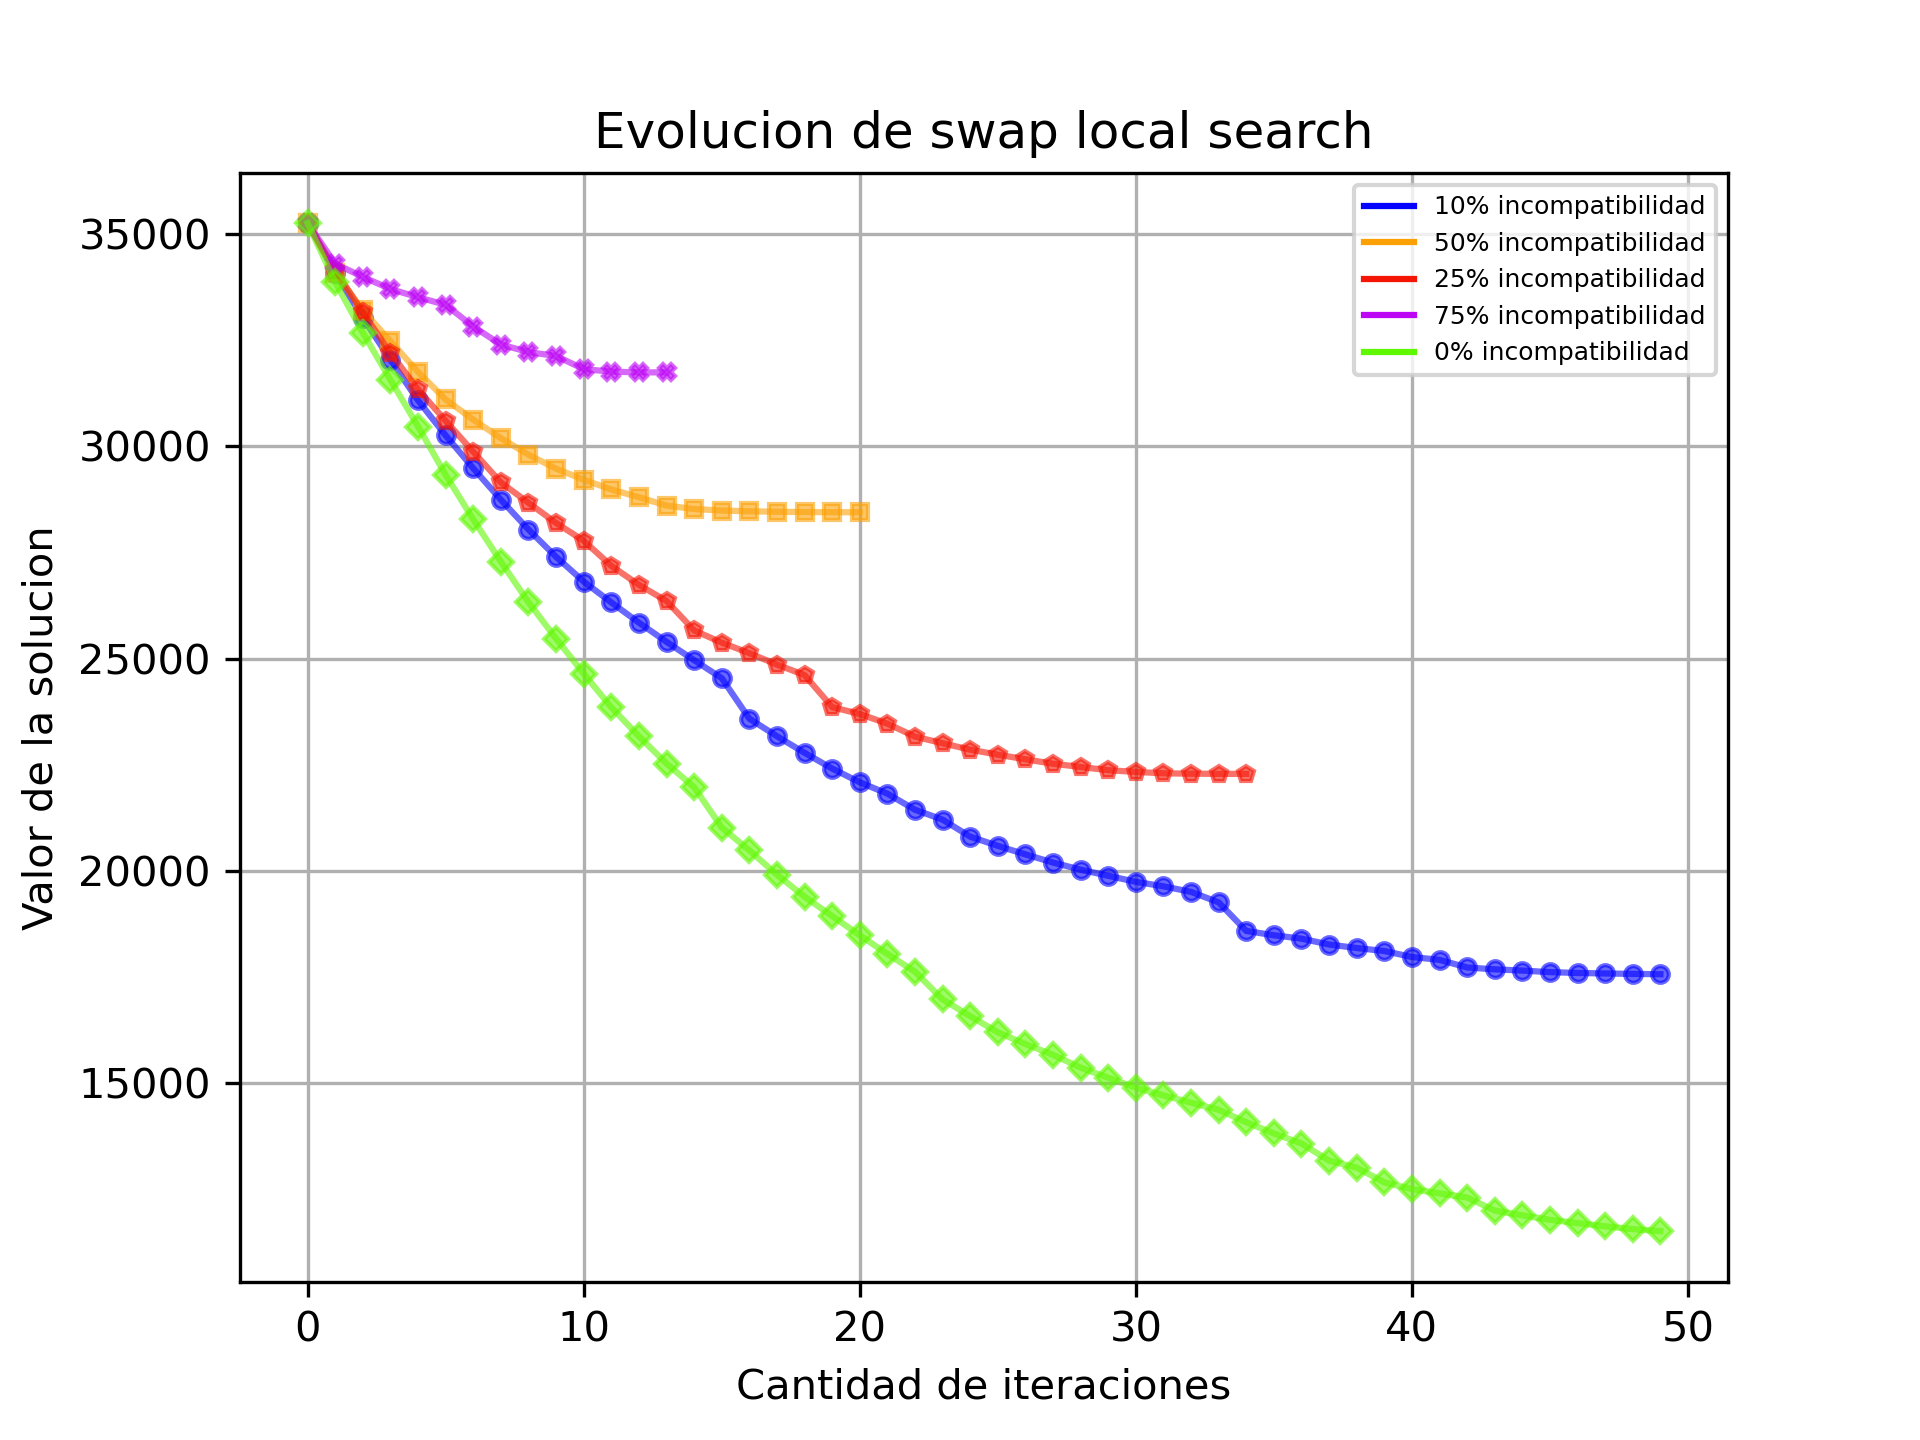 Evolucion de swap local search
10% incompatibilidad
50% incompatibilidad
25% incompatibilidad
75% incompatibilidad
0% incompatibilidad
Valor de la solucion
35000
30000
25000
20000
15000
0 10 20 30 40 50
Cantidad de iteraciones